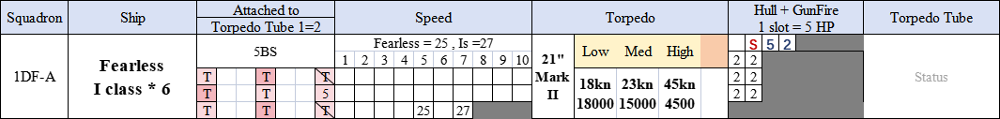 Squadron Ship Attached to Torpedo Tube 1=2 Speed Torpedo Hull + GunFire 1 slot = 5 HP Torpedo Tube
1DF-A
Fearless
I class * 6
5BS
T T T
T T 5
T T T
Fearless = 25 , Is =27
1 2 3 4 5 6 7 8 9 10
25 27
21"
Mark
II
Low Med High
18kn 23kn 45kn
18000 15000 4500
S 5 2
2 2
2 2
2 2
Status